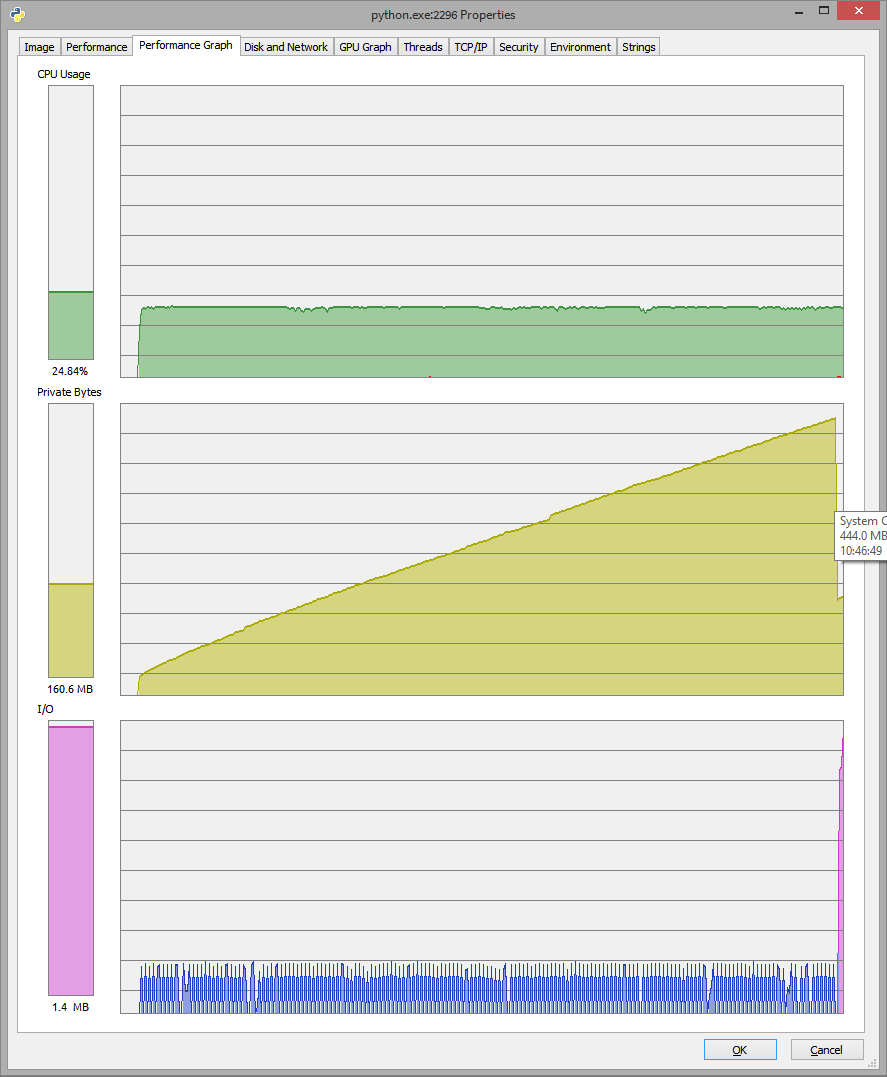 python.exe:2296 Properties
Image Performance Performance Graph Disk and Network GPU Graph Threads TCP/IP Security Environment Strings
CPU Usage
24.84%
Private Bytes
System C
444.0 MB
10:46:49
160.6 MB
I/O
1.4 MB
OK Cancel